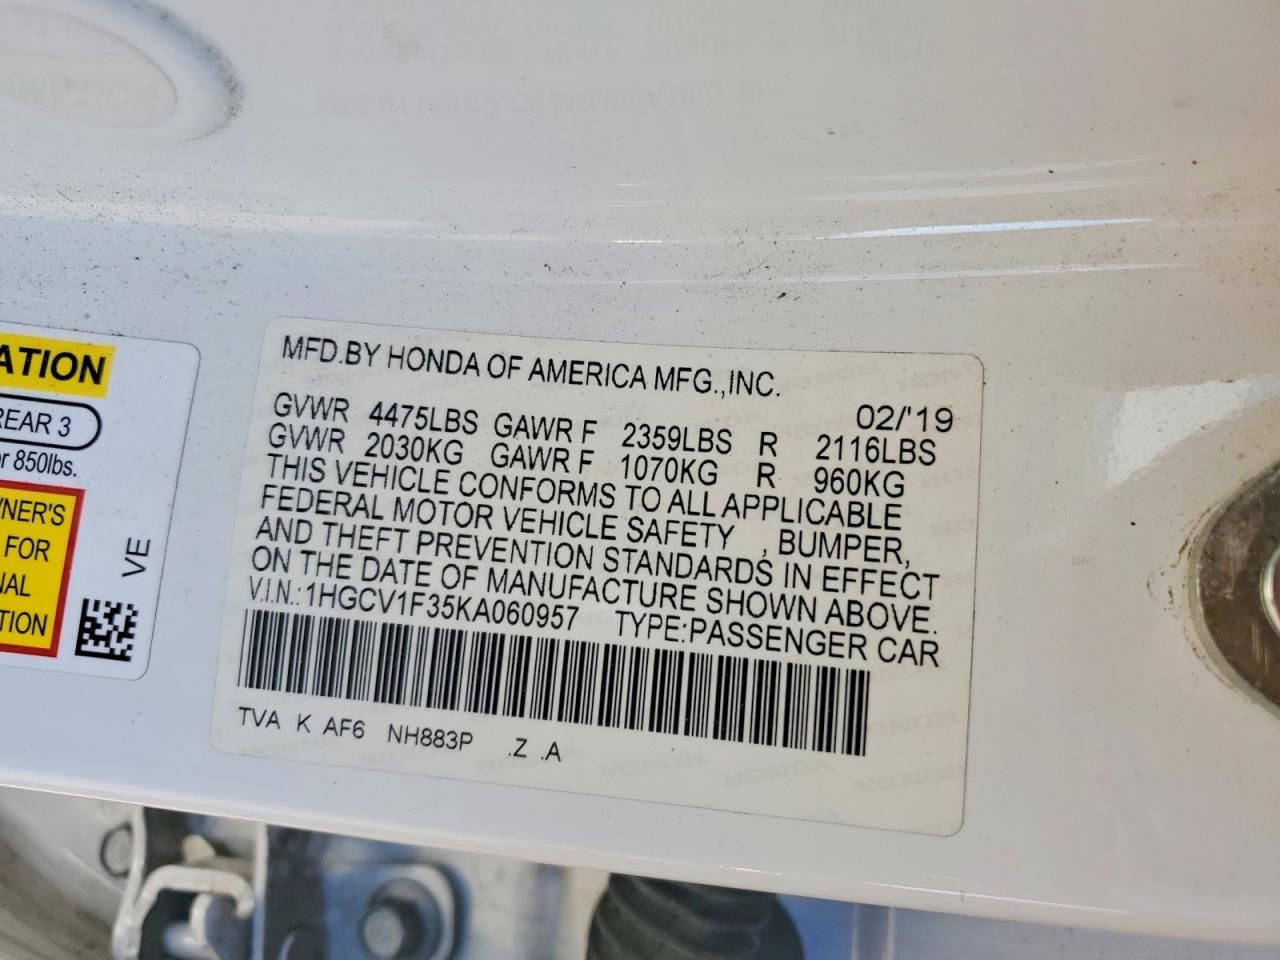 ATION
REAR 3
or 850lbs.
WNER'S
FOR
NAL
TION
VE
MFD.BY HONDA OF AMERICA MFG.,INC.
02/'19
GVWR 4475LBS GAWR F 2359LBS R 2116LBS
GVWR 2030KG GAWR F 1070KG R 960KG
THIS VEHICLE CONFORMS TO ALL APPLICABLE
FEDERAL MOTOR VEHICLE SAFETY , BUMPER,
AND THEFT PREVENTION STANDARDS IN EFFECT
ON THE DATE OF MANUFACTURE SHOWN ABOVE.
V.I.N.: 1HGCV1F35KA060957 TYPE:PASSENGER CAR
TVA K AF6 NH883P .Z .A